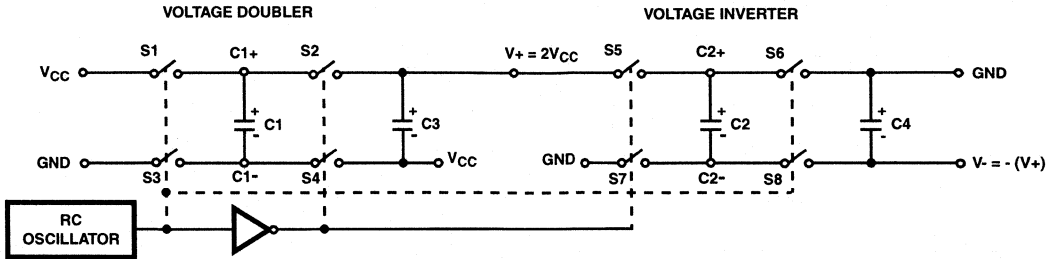 VOLTAGE DOUBLER
VOLTAGE INVERTER
S1
C1+
S2
V+ = 2VCC
S5
C2+
S6
VCC
GND
+
C1
-
+
C3
-
+
C2
-
+
C4
-
GND
S3
C1-
S4
VCC
GND
S7
C2-
S8
V- = - (V+)
RC
OSCILLATOR